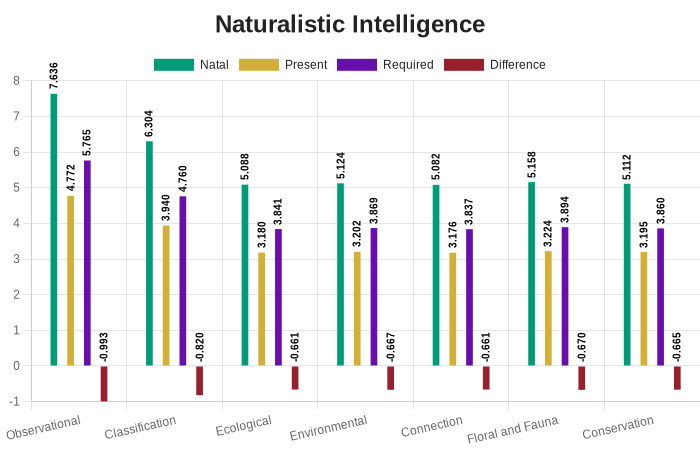 Naturalistic Intelligence
Natal Present Required Difference
8
7
6
5
4
3
2
1
0
-1
7.636 4.772 5.765 -0.993
6.304 3.940 4.760 -0.820
5.088 3.180 3.841 -0.661
5.124 3.202 3.869 -0.667
5.082 3.176 3.837 -0.661
5.158 3.224 3.894 -0.670
5.112 3.195 3.860 -0.665
Observational Classification Ecological Environmental Connection Floral and Fauna Conservation